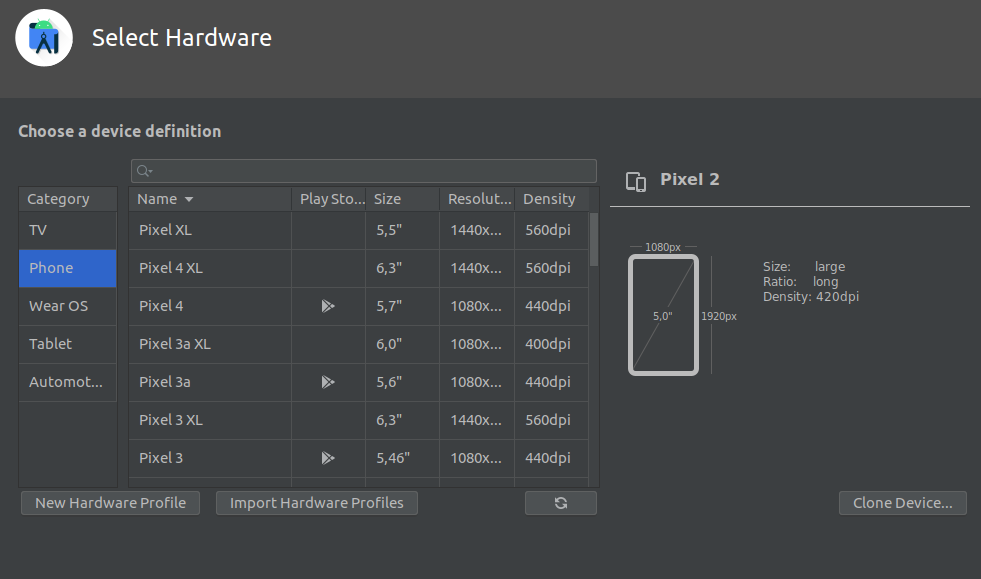 Select Hardware
Choose a device definition
Category
TV
Phone
Wear OS
Tablet
Automot...
Name Play Sto... Size Resolut... Density
Pixel XL 5,5" 1440x... 560dpi
Pixel 4 XL 6,3" 1440x... 560dpi
Pixel 4 5,7" 1080x... 440dpi
Pixel 3a XL 6,0" 1080x... 400dpi
Pixel 3a 5,6" 1080x... 440dpi
Pixel 3 XL 6,3" 1440x... 560dpi
Pixel 3 5,46" 1080x... 440dpi
Pixel 2
1080px
5,0"
1920px
Size: large
Ratio: long
Density: 420dpi
New Hardware Profile
Import Hardware Profiles
Clone Device...